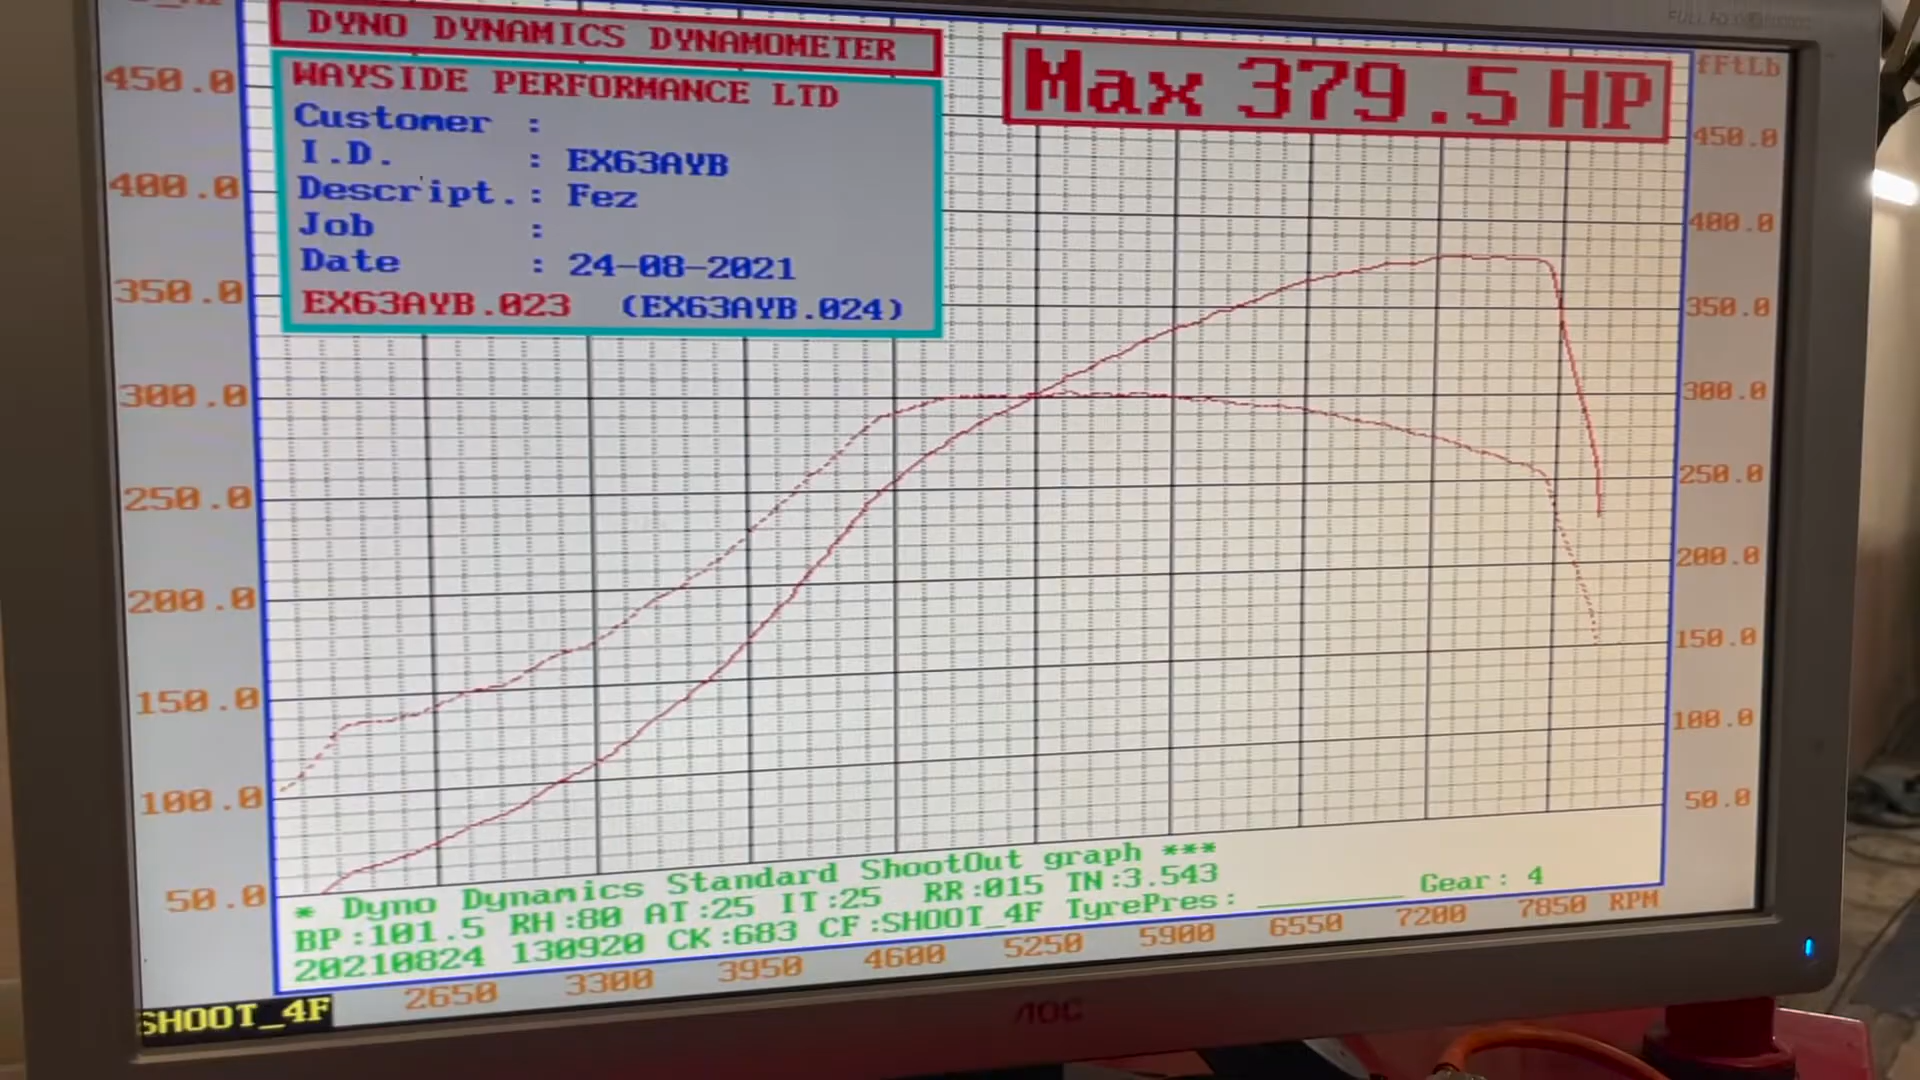 DYNO DYNAMICS DYNAMOMETER
WAYSIDE PERFORMANCE LTD
Customer :
I.D. : EX63AYB
Descript. : Fez
Job :
Date : 24-08-2021
EX63AYB.023 (EX63AYB.024)
Max 379.5 HP
450.0
400.0
350.0
300.0
250.0
200.0
150.0
100.0
50.0
fFtLb
450.0
400.0
350.0
300.0
250.0
200.0
150.0
100.0
50.0
* Dyno Dynamics Standard ShootOut graph ***
BP:101.5 RH:80 AT:25 IT:25 RR:015 IN:3.543
20210824 130920 CK:683 CF:SHOOT_4F TyrePres: ________ Gear: 4
2650 3300 3950 4600 5250 5900 6550 7200 7850 RPM
SHOOT_4F
AOC